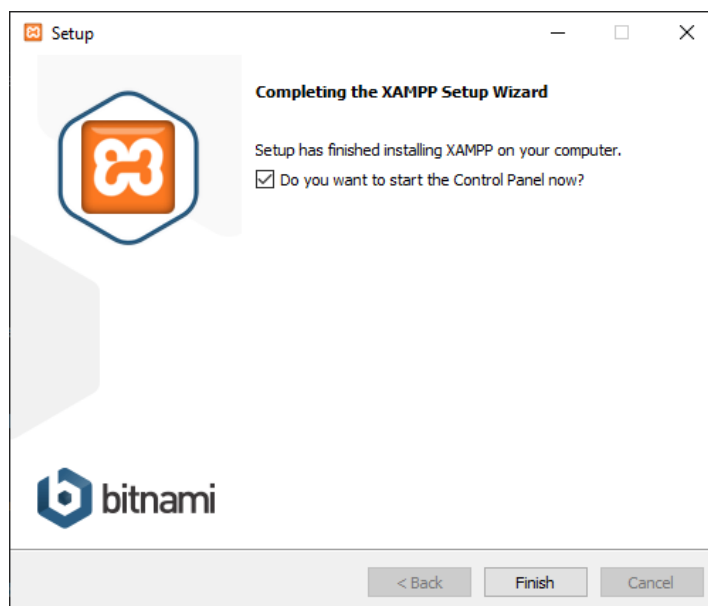 Setup
Completing the XAMPP Setup Wizard
Setup has finished installing XAMPP on your computer.
Do you want to start the Control Panel now?
bitnami
< Back
Finish
Cancel